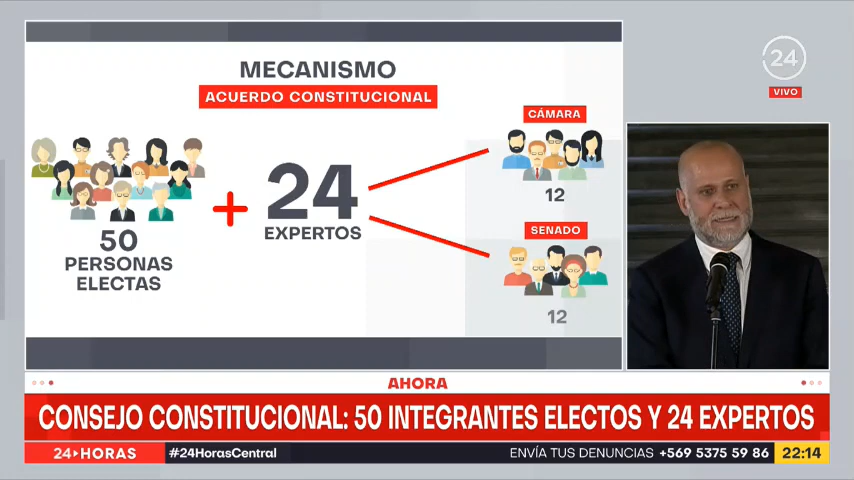 MECANISMO
ACUERDO CONSTITUCIONAL
24
VIVO
CÁMARA
12
50
PERSONAS
ELECTAS
+
24
EXPERTOS
SENADO
12
AHORA
CONSEJO CONSTITUCIONAL: 50 INTEGRANTES ELECTOS Y 24 EXPERTOS
24 HORAS
#24HorasCentral
ENVÍA TUS DENUNCIAS +569 5375 59 86
22:14